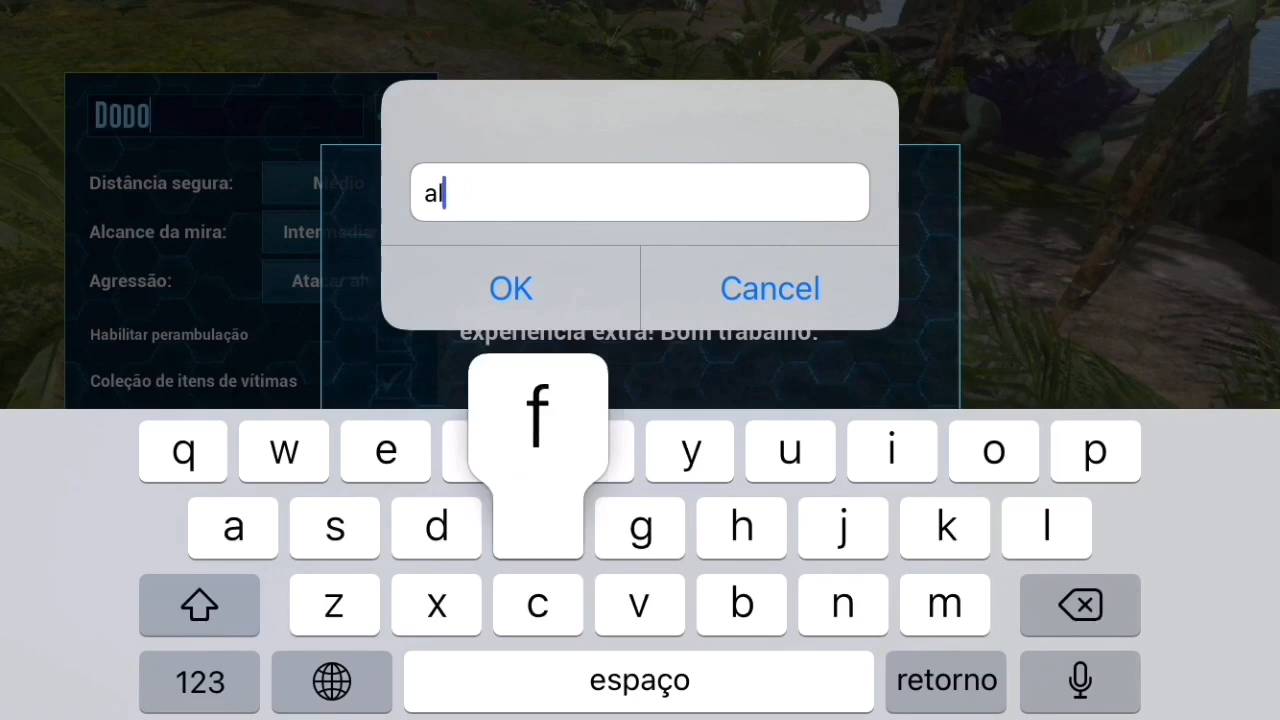 Dodo
Distância segura: Médio
Alcance da mira:
Agressão:
Habilitar perambulação
Coleção de itens de vítimas
al
OK Cancel
experiência extra! Bom trabalho.
f
q w e y u i o p
a s d g h j k l
z x c v b n m
123 espaço retorno